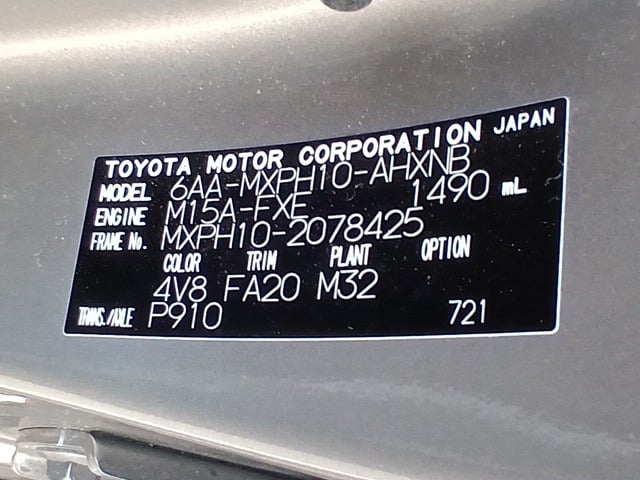 TOYOTA MOTOR CORPORATION JAPAN
MODEL 6AA-MXPH10-AHXNB
ENGINE M15A-FXE 1490 mL
FRAME No. MXPH10-2078425
COLOR TRIM PLANT OPTION
4V8 FA20 M32
TRANS./AXLE P910 721